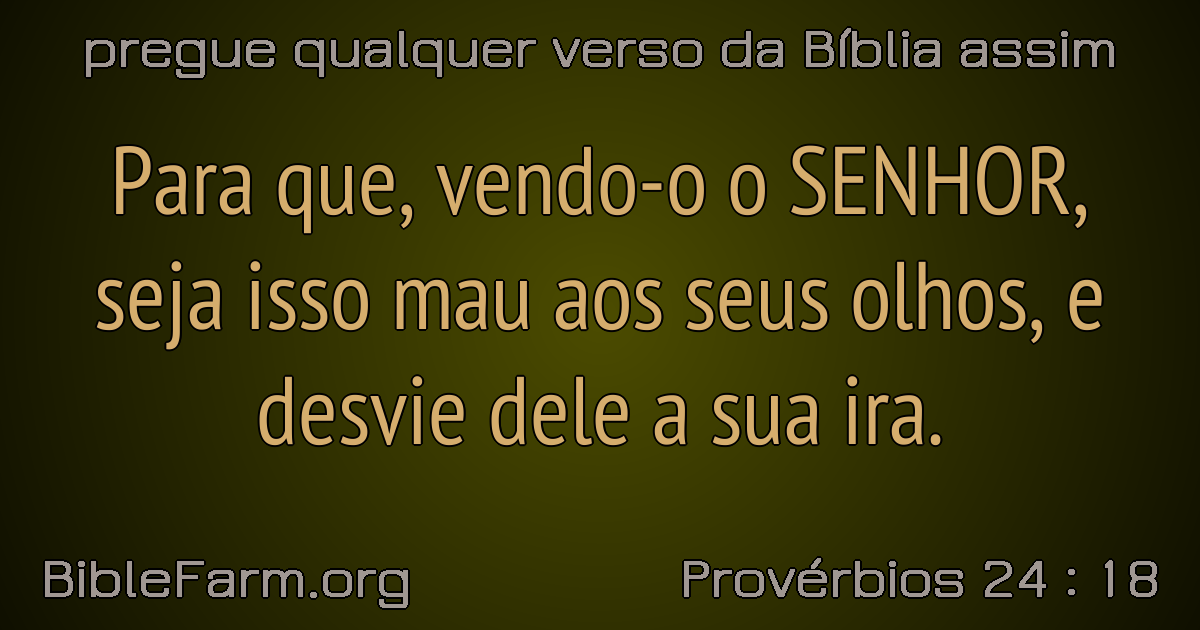 pregue qualquer verso da Bíblia assim
Para que, vendo-o o SENHOR,
seja isso mau aos seus olhos, e
desvie dele a sua ira.
BibleFarm.org
Provérbios 24 : 18